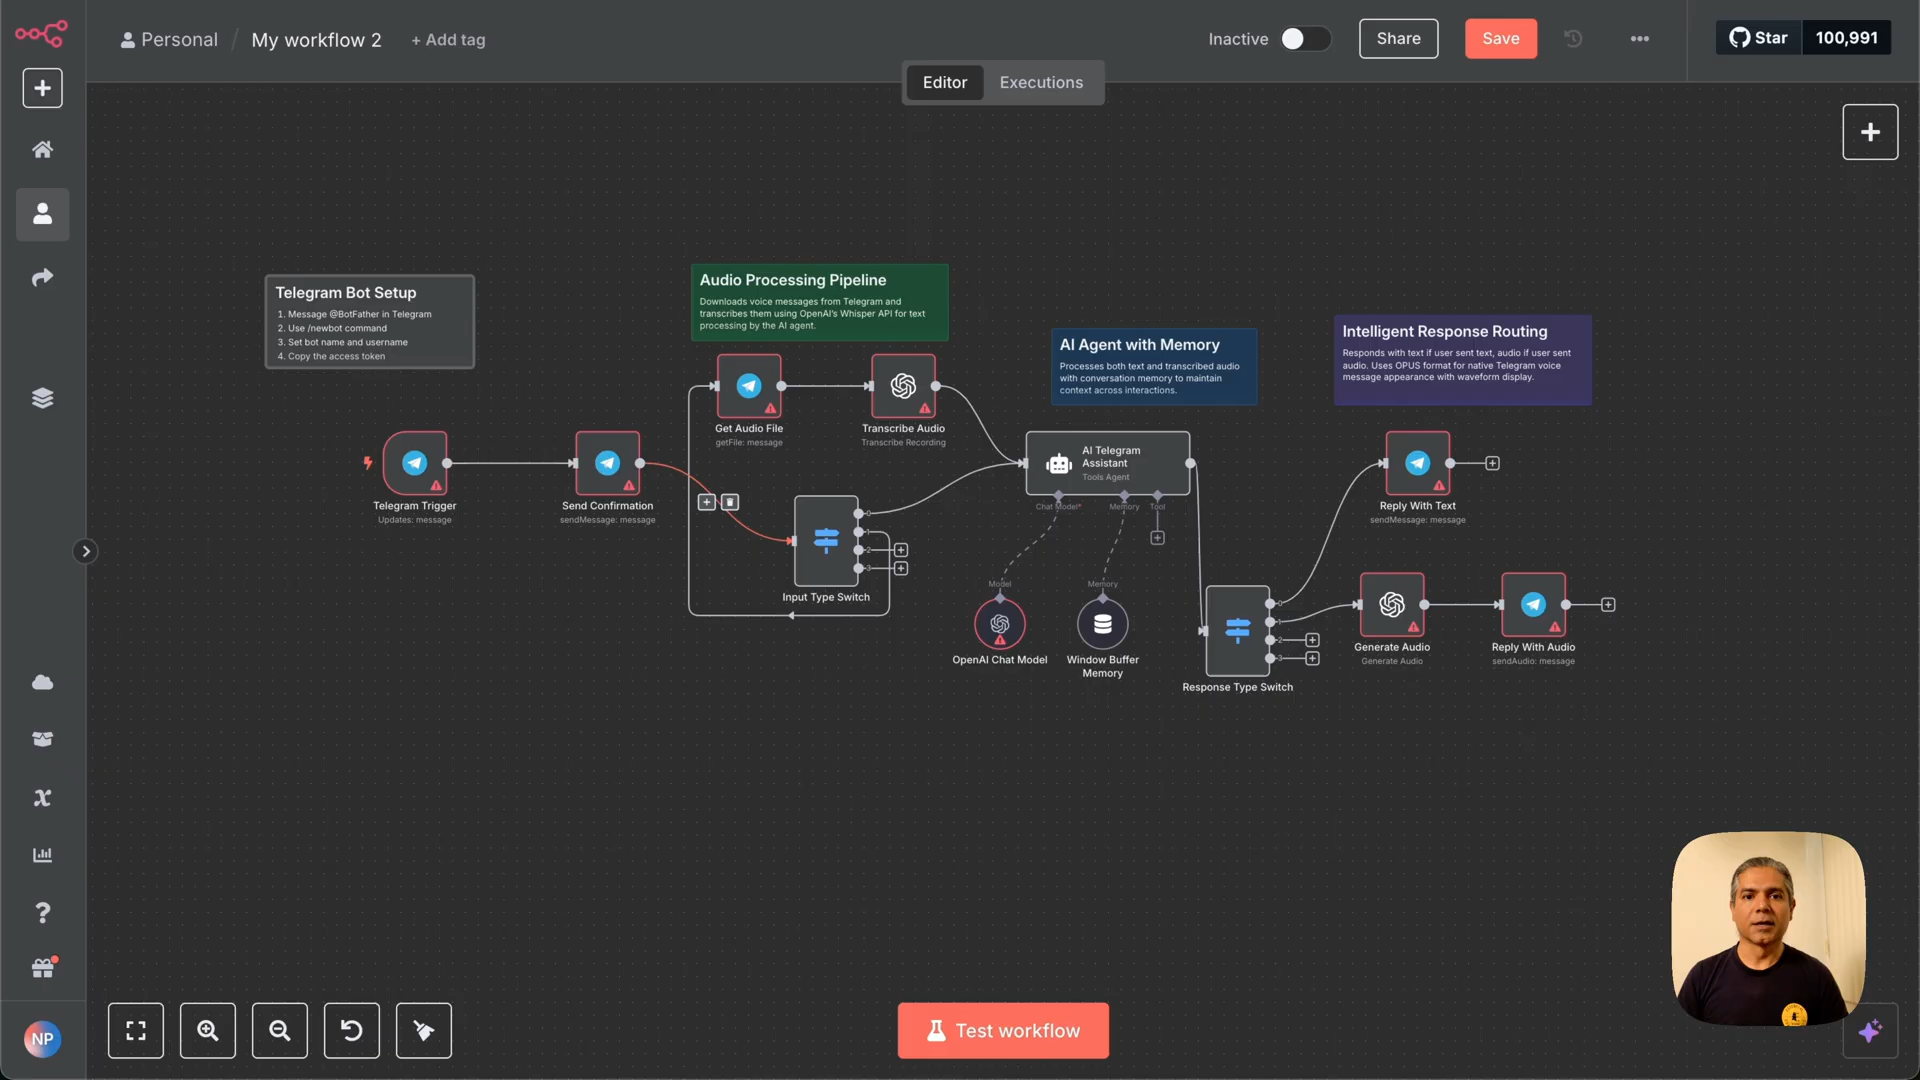 Personal / My workflow 2 + Add tag
Inactive
Share
Save
Star 100,991
Editor Executions
Telegram Bot Setup
1. Message @BotFather in Telegram
2. Use /newbot command
3. Set bot name and username
4. Copy the access token
Audio Processing Pipeline
Downloads voice messages from Telegram and
transcribes them using OpenAI's Whisper API for text
processing by the AI agent.
AI Agent with Memory
Processes both text and transcribed audio
with conversation memory to maintain
context across interactions.
Intelligent Response Routing
Responds with text if user sent text, audio if user sent
audio. Uses OPUS format for native Telegram voice
message appearance with waveform display.
Get Audio File
getFile: message
Transcribe Audio
Transcribe Recording
Telegram Trigger
Updates: message
Send Confirmation
sendMessage: message
0
1
2
3
Input Type Switch
AI Telegram
Assistant
Tools Agent
Chat Model*
Memory
Tool
Model
OpenAI Chat Model
Memory
Window Buffer
Memory
0
1
2
3
Response Type Switch
Reply With Text
sendMessage: message
Generate Audio
Generate Audio
Reply With Audio
sendAudio: message
NP
Test workflow